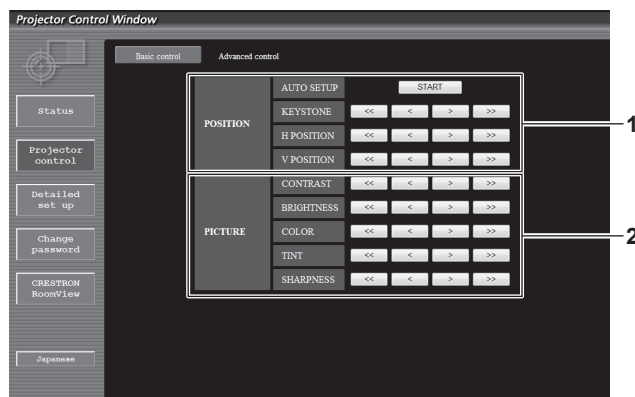 Projector Control Window
Basic control Advanced control
Status
Projector
control
Detailed
set up
Change
password
CRESTRON
RoomView
Japanese
POSITION
AUTO SETUP START
KEYSTONE << < > >>
H POSITION << < > >>
V POSITION << < > >>
1
PICTURE
CONTRAST << < > >>
BRIGHTNESS << < > >>
COLOR << < > >>
TINT << < > >>
SHARPNESS << < > >>
2